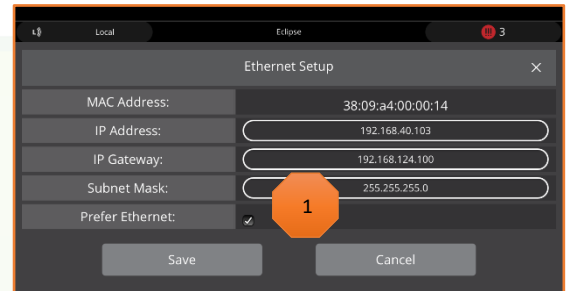 L Local Eclipse 3
Ethernet Setup ×
MAC Address: 38:09:a4:00:00:14
IP Address: 192.168.40.103
IP Gateway: 192.168.124.100
Subnet Mask: 255.255.255.0
Prefer Ethernet: 1
Save Cancel